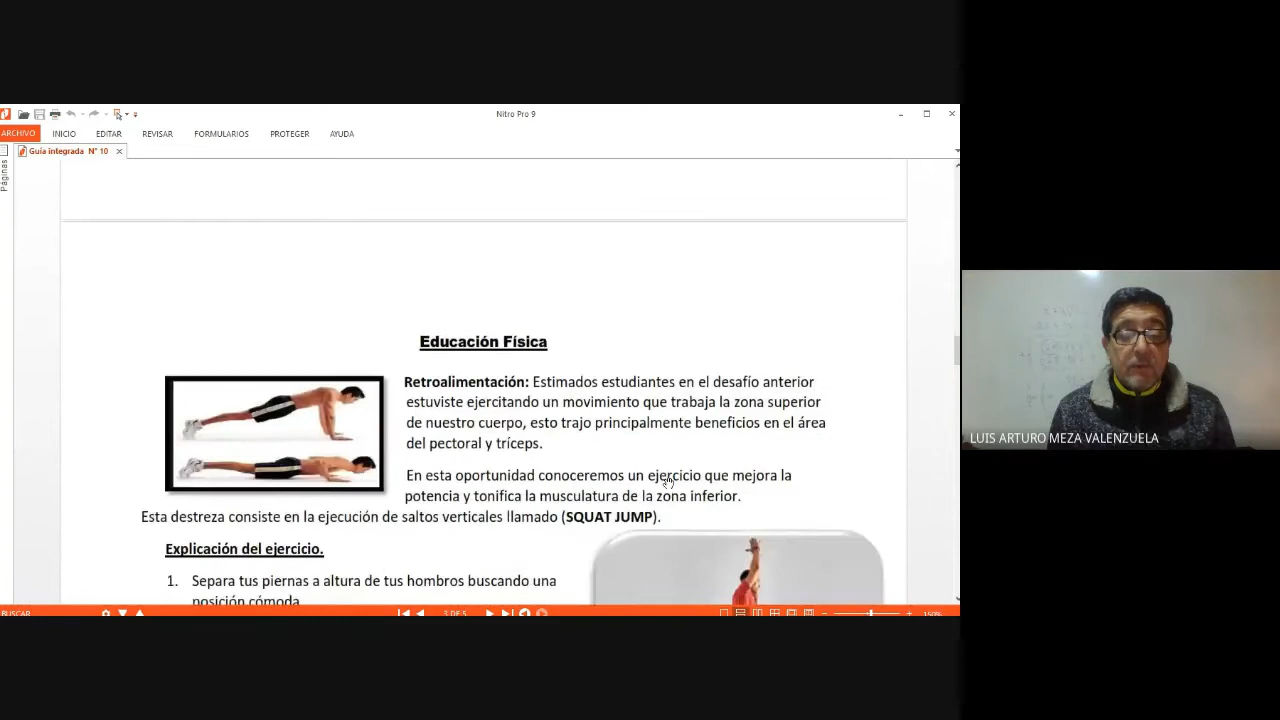 Nitro Pro 9
ARCHIVO INICIO EDITAR REVISAR FORMULARIOS PROTEGER AYUDA
Guía integrada N° 10
Páginas
Educación Física
Retroalimentación: Estimados estudiantes en el desafío anterior
estuviste ejercitando un movimiento que trabaja la zona superior
de nuestro cuerpo, esto trajo principalmente beneficios en el área
del pectoral y tríceps.
En esta oportunidad conoceremos un ejercicio que mejora la
potencia y tonifica la musculatura de la zona inferior.
Esta destreza consiste en la ejecución de saltos verticales llamado (SQUAT JUMP).
Explicación del ejercicio.
1. Separa tus piernas a altura de tus hombros buscando una
posición cómoda
BUSCAR
3 DE 5
150%
LUIS ARTURO MEZA VALENZUELA